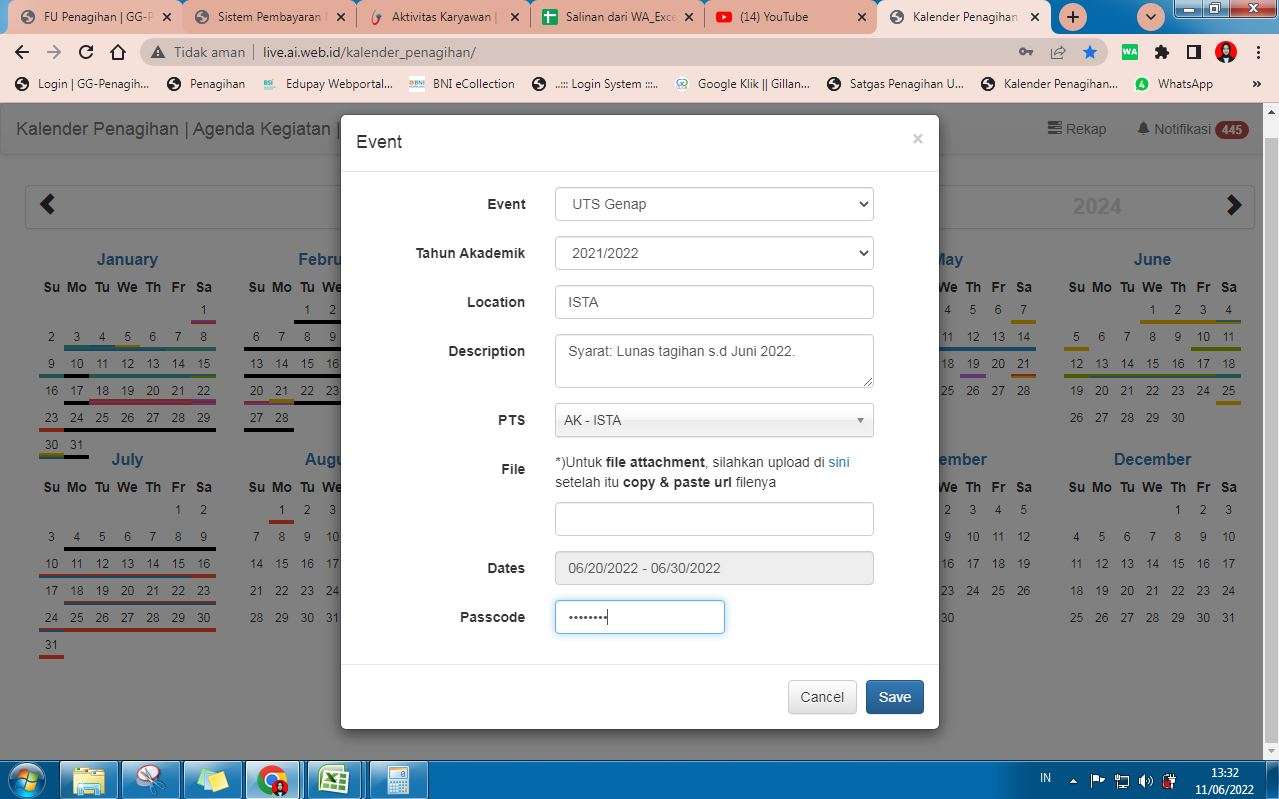 FU Penagihan | GG-P
Sistem Pembayaran
Aktivitas Karyawan |
Salinan dari WA_Exce
(14) YouTube
Kalender Penagihan
Tidak aman | live.ai.web.id/kalender_penagihan/
WA
Login | GG-Penagih...
Penagihan
Edupay Webportal...
BNI eCollection
..::: Login System :::..
Google Klik || Gillan...
Satgas Penagihan U...
Kalender Penagihan...
WhatsApp
»
Kalender Penagihan | Agenda Kegiatan |
Rekap
Notifikasi 445
2024
Event
×
Event UTS Genap
Tahun Akademik 2021/2022
Location ISTA
Description Syarat: Lunas tagihan s.d Juni 2022.
PTS AK - ISTA
File *)Untuk file attachment, silahkan upload di sini
setelah itu copy & paste url filenya
Dates 06/20/2022 - 06/30/2022
Passcode ••••••••
Cancel Save
January
Su Mo Tu We Th Fr Sa
1
2 3 4 5 6 7 8
9 10 11 12 13 14 15
16 17 18 19 20 21 22
23 24 25 26 27 28 29
30 31
Febru
Su Mo Tu We
1 2
6 7 8 9
13 14 15 16
20 21 22 23
27 28
May
We Th Fr Sa
4 5 6 7
11 12 13 14
18 19 20 21
25 26 27 28
June
Su Mo Tu We Th Fr Sa
1 2 3 4
5 6 7 8 9 10 11
12 13 14 15 16 17 18
19 20 21 22 23 24 25
26 27 28 29 30
July
Su Mo Tu We Th Fr Sa
1 2
3 4 5 6 7 8 9
10 11 12 13 14 15 16
17 18 19 20 21 22 23
24 25 26 27 28 29 30
31
Augu
Su Mo Tu We
1 2 3
7 8 9 10
14 15 16 17
21 22 23 24
28 29 30 31
ember
We Th Fr Sa
2 3 4 5
9 10 11 12
16 17 18 19
23 24 25 26
30
December
Su Mo Tu We Th Fr Sa
1 2 3
4 5 6 7 8 9 10
11 12 13 14 15 16 17
18 19 20 21 22 23 24
25 26 27 28 29 30 31
IN
13:32
11/06/2022